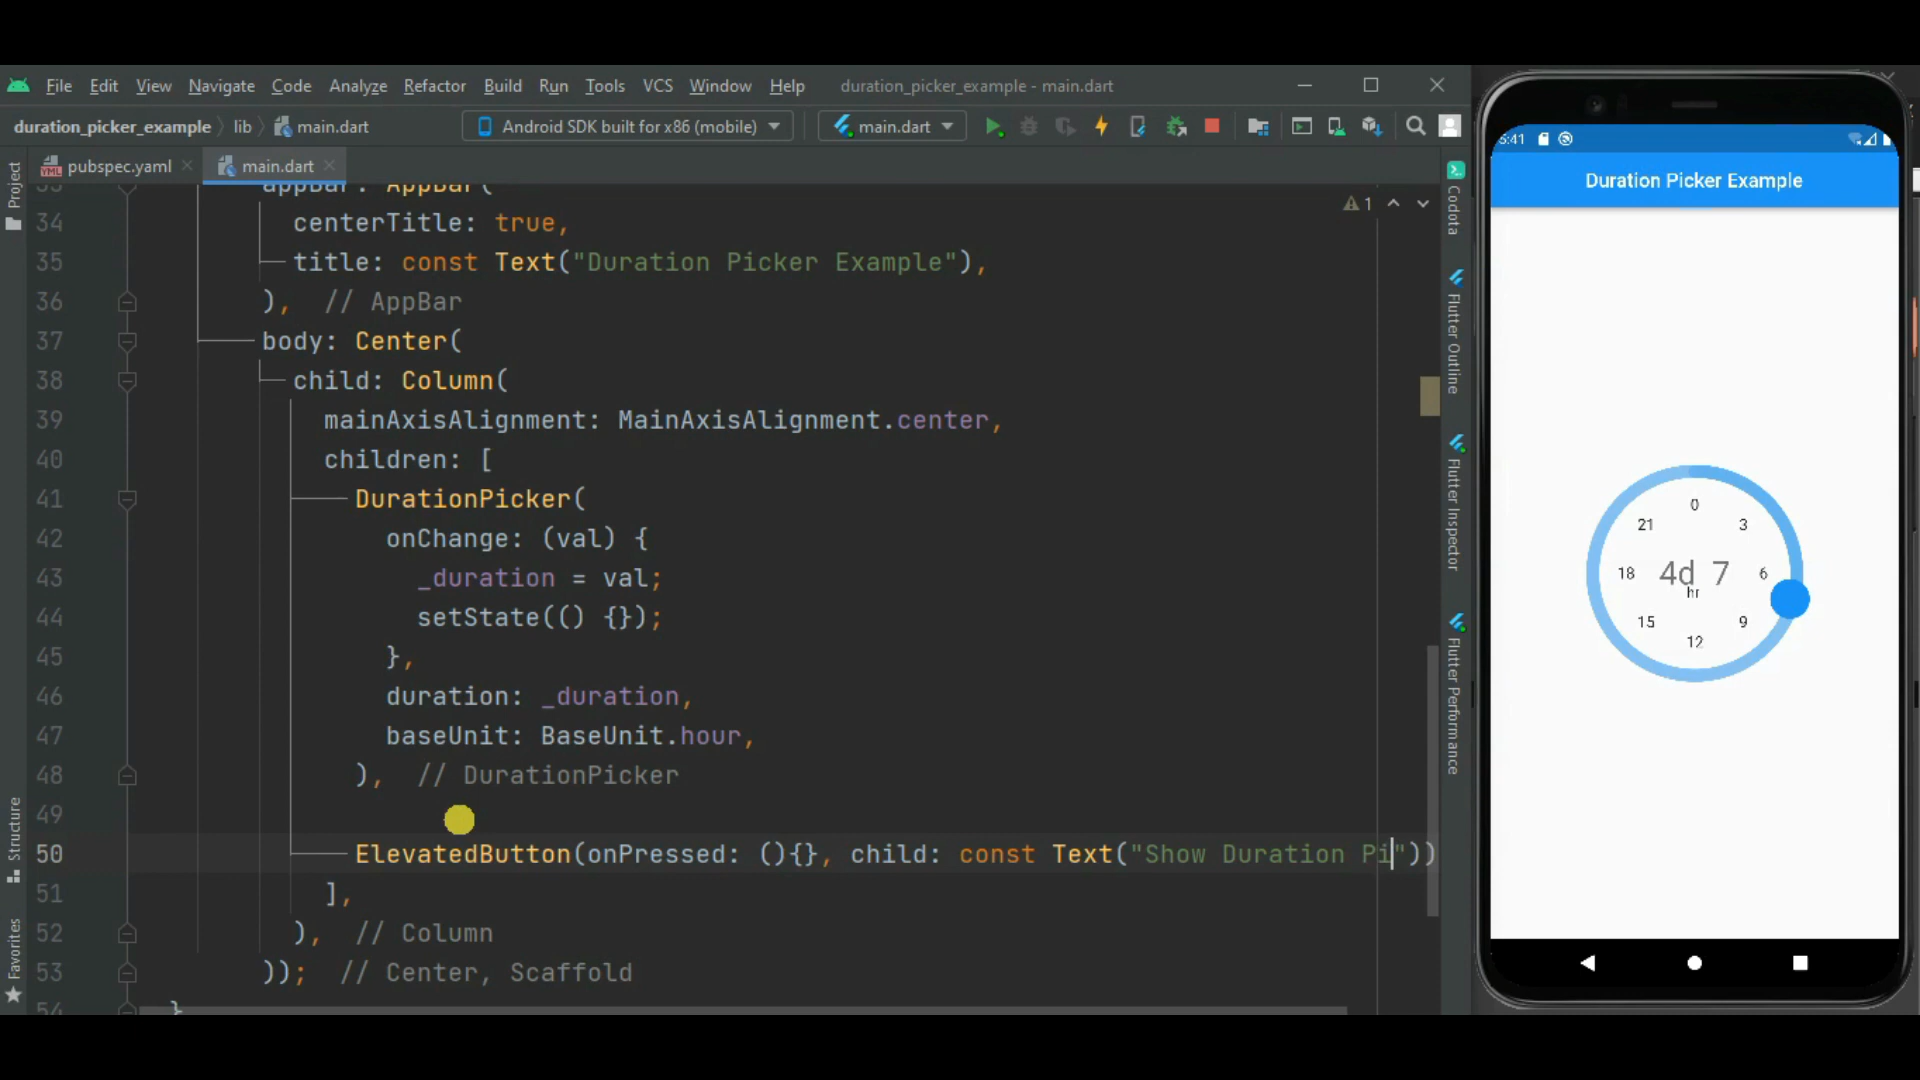 File Edit View Navigate Code Analyze Refactor Build Run Tools VCS Window Help duration_picker_example - main.dart
duration_picker_example lib main.dart Android SDK built for x86 (mobile) main.dart
pubspec.yaml main.dart
Project
Structure
Favorites
appBar: AppBar(
34 centerTitle: true,
35 title: const Text("Duration Picker Example"),
36 ), // AppBar
37 body: Center(
38 child: Column(
39 mainAxisAlignment: MainAxisAlignment.center,
40 children: [
41 DurationPicker(
42 onChange: (val) {
43 _duration = val;
44 setState(() {});
45 },
46 duration: _duration,
47 baseUnit: BaseUnit.hour,
48 ), // DurationPicker
49
50 ElevatedButton(onPressed: (){}, child: const Text("Show Duration Pi"))
51 ],
52 ), // Column
53 )); // Center, Scaffold
54 }
1
Codota
Flutter Outline
Flutter Inspector
Flutter Performance
5:41
Duration Picker Example
0
21 3
18 4d 7 6
hr
15 9
12